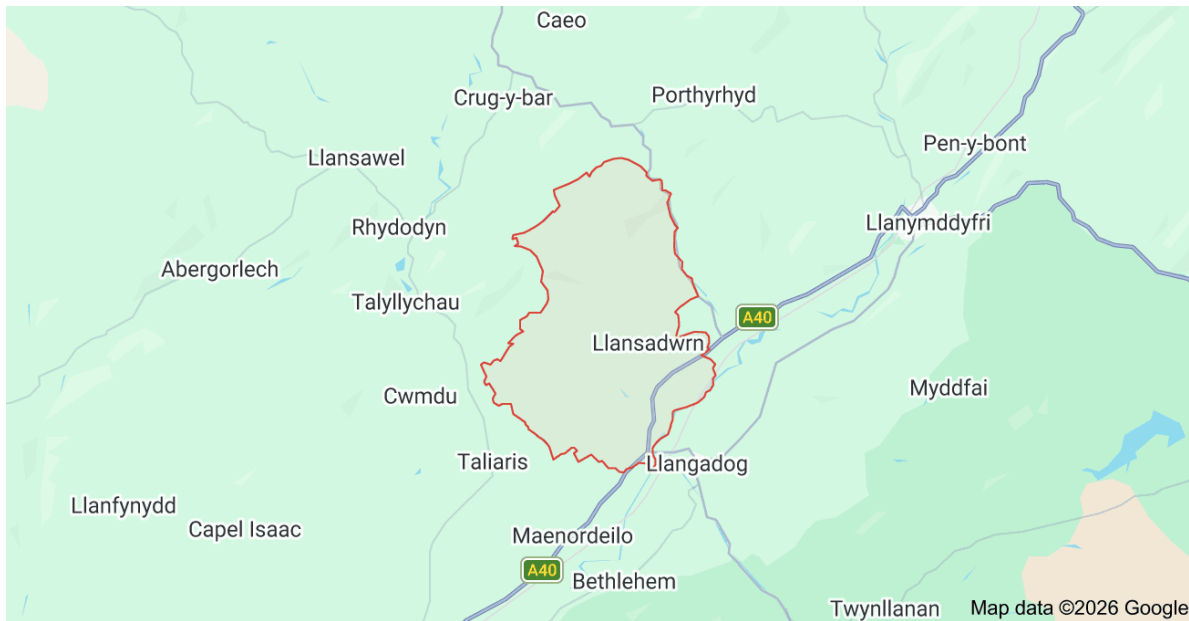 Caeo
Crug-y-bar
Porthyrhyd
Pen-y-bont
Llansawel
Rhydodyn
Llanymddyfri
Abergorlech
Talyllychau
A40
Llansadwrn
Cwmdu
Myddfai
Taliaris
Llangadog
Llanfynydd
Capel Isaac
Maenordeilo
A40
Bethlehem
Twynllanan
Map data ©2026 Google